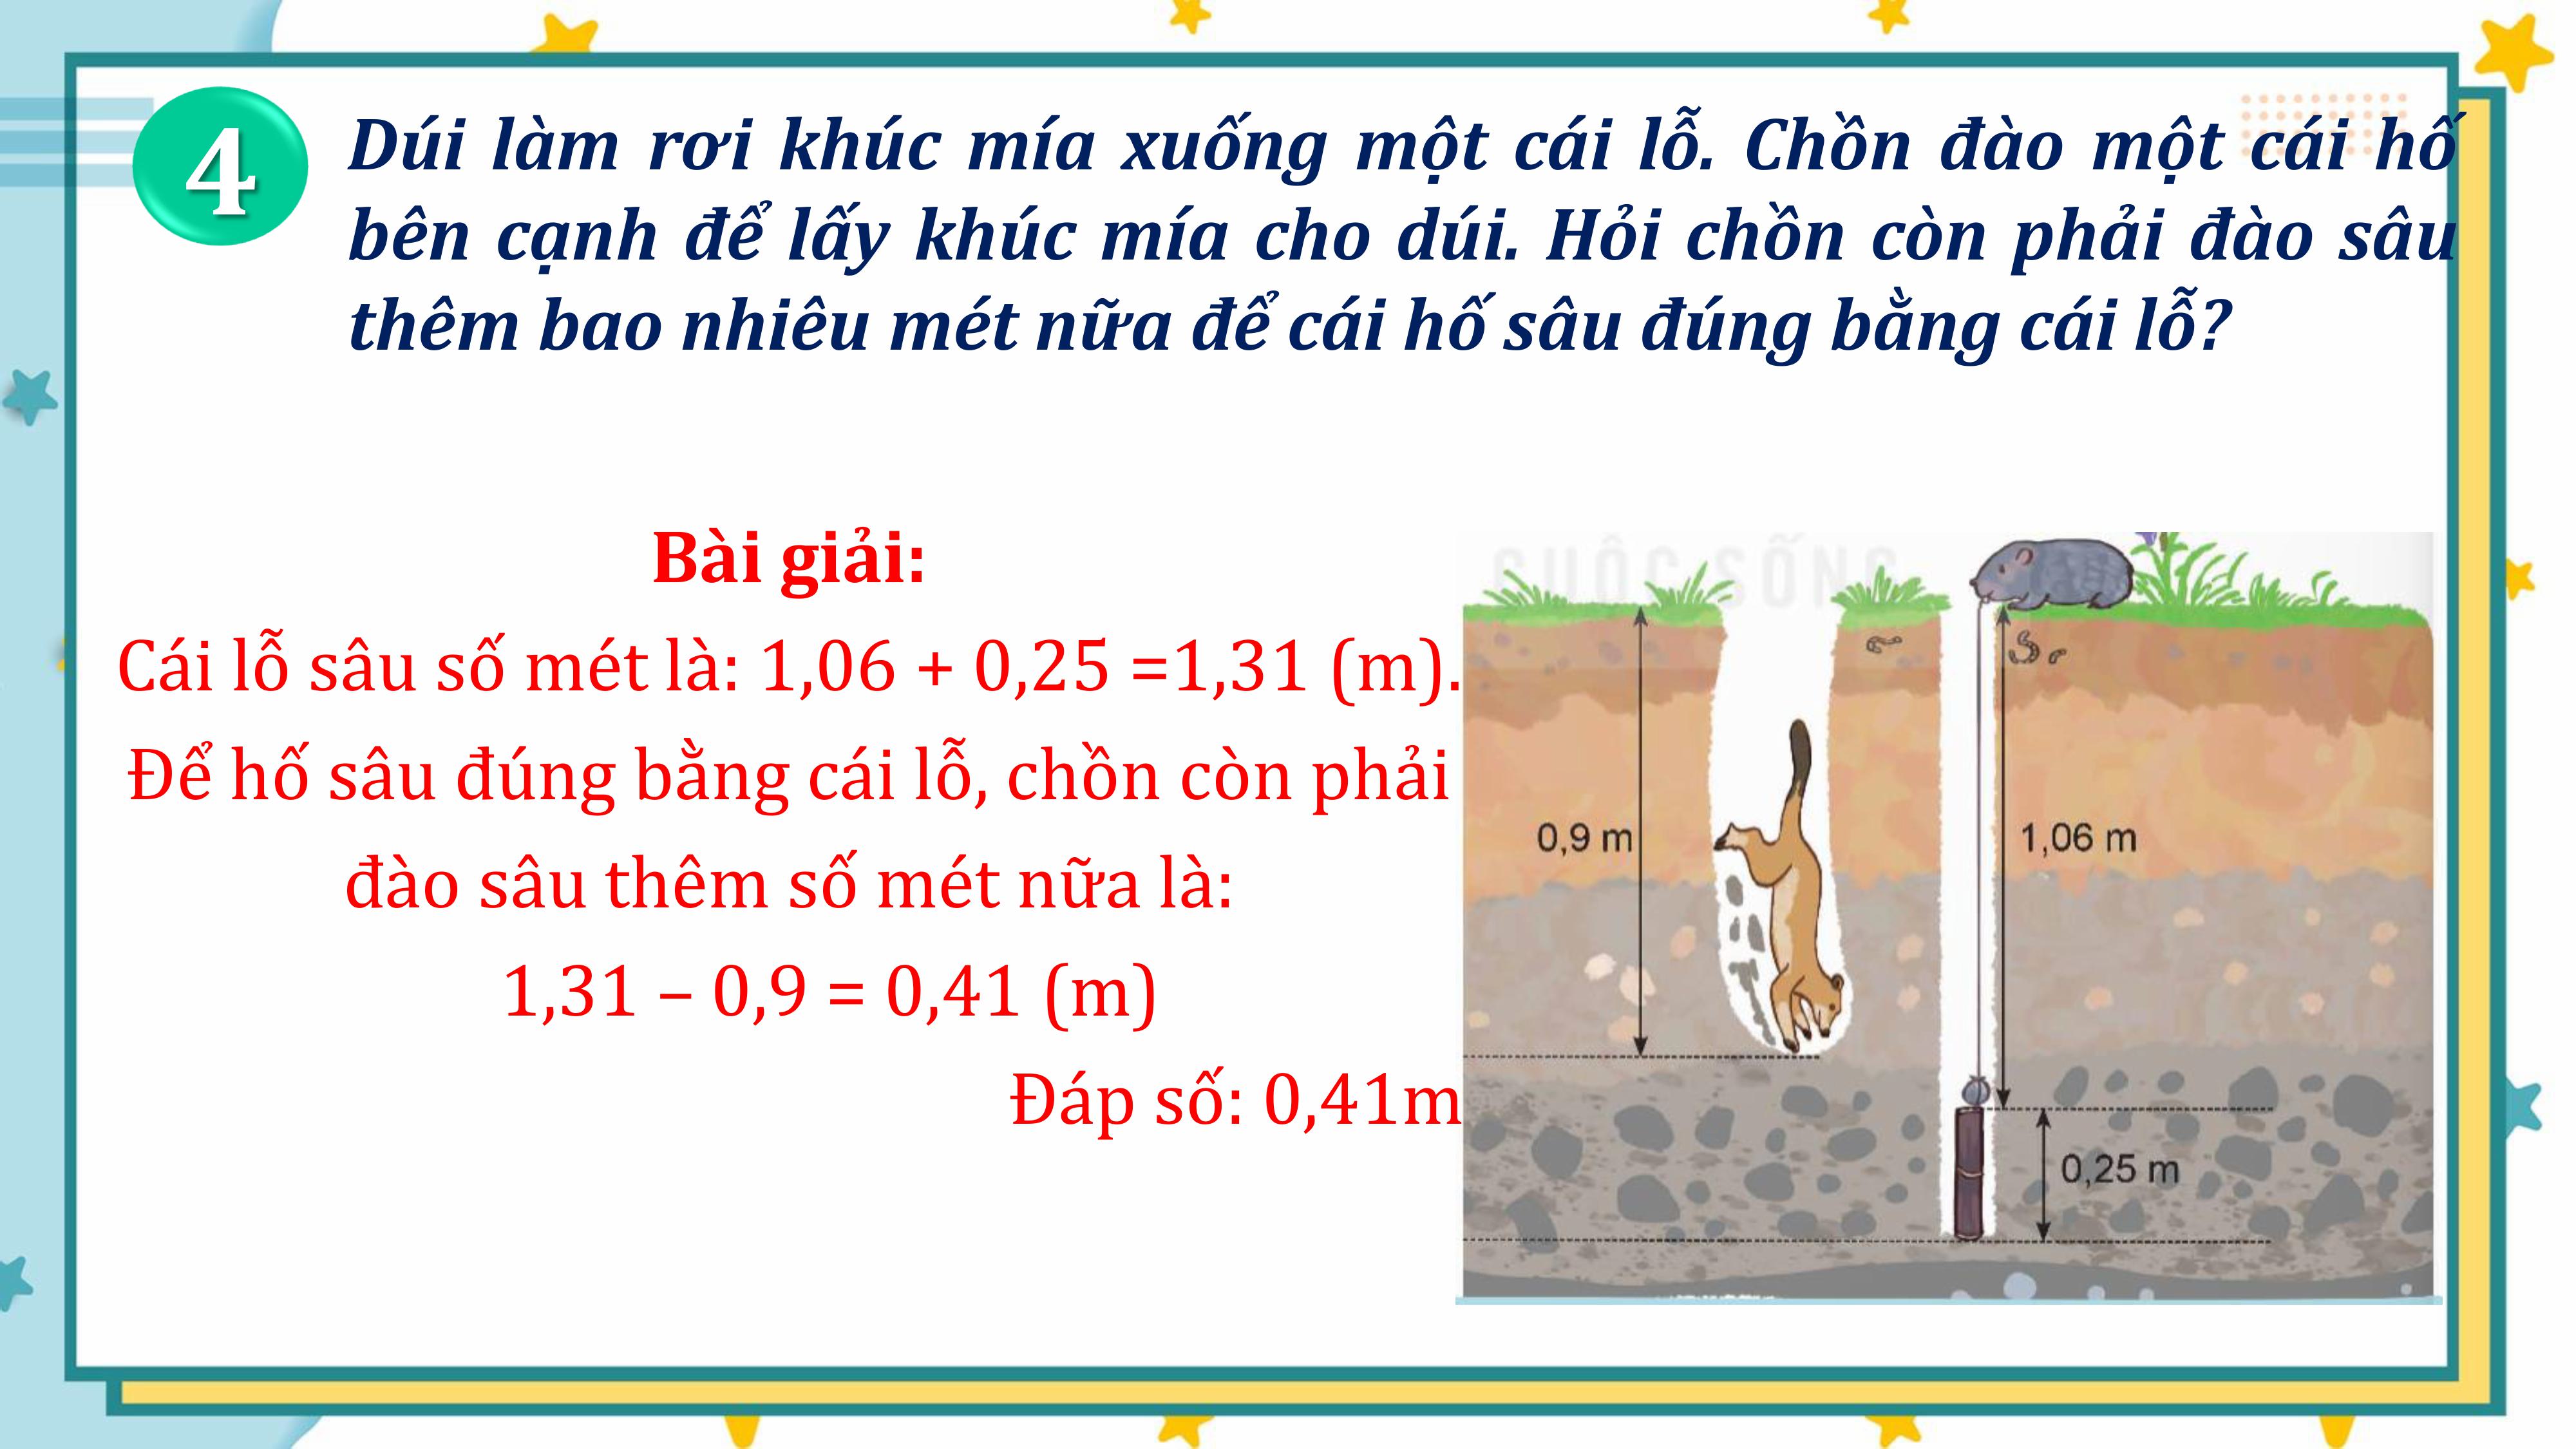 4
Dúi làm rơi khúc mía xuống một cái lỗ. Chồn đào một cái hố
bên cạnh để lấy khúc mía cho dúi. Hỏi chồn còn phải đào sâu
thêm bao nhiêu mét nữa để cái hố sâu đúng bằng cái lỗ?
Bài giải:
Cái lỗ sâu số mét là: 1,06 + 0,25 =1,31 (m).
Để hố sâu đúng bằng cái lỗ, chồn còn phải
đào sâu thêm số mét nữa là:
1,31 – 0,9 = 0,41 (m)
Đáp số: 0,41m
CUỘC SỐNG
0,9 m
1,06 m
0,25 m